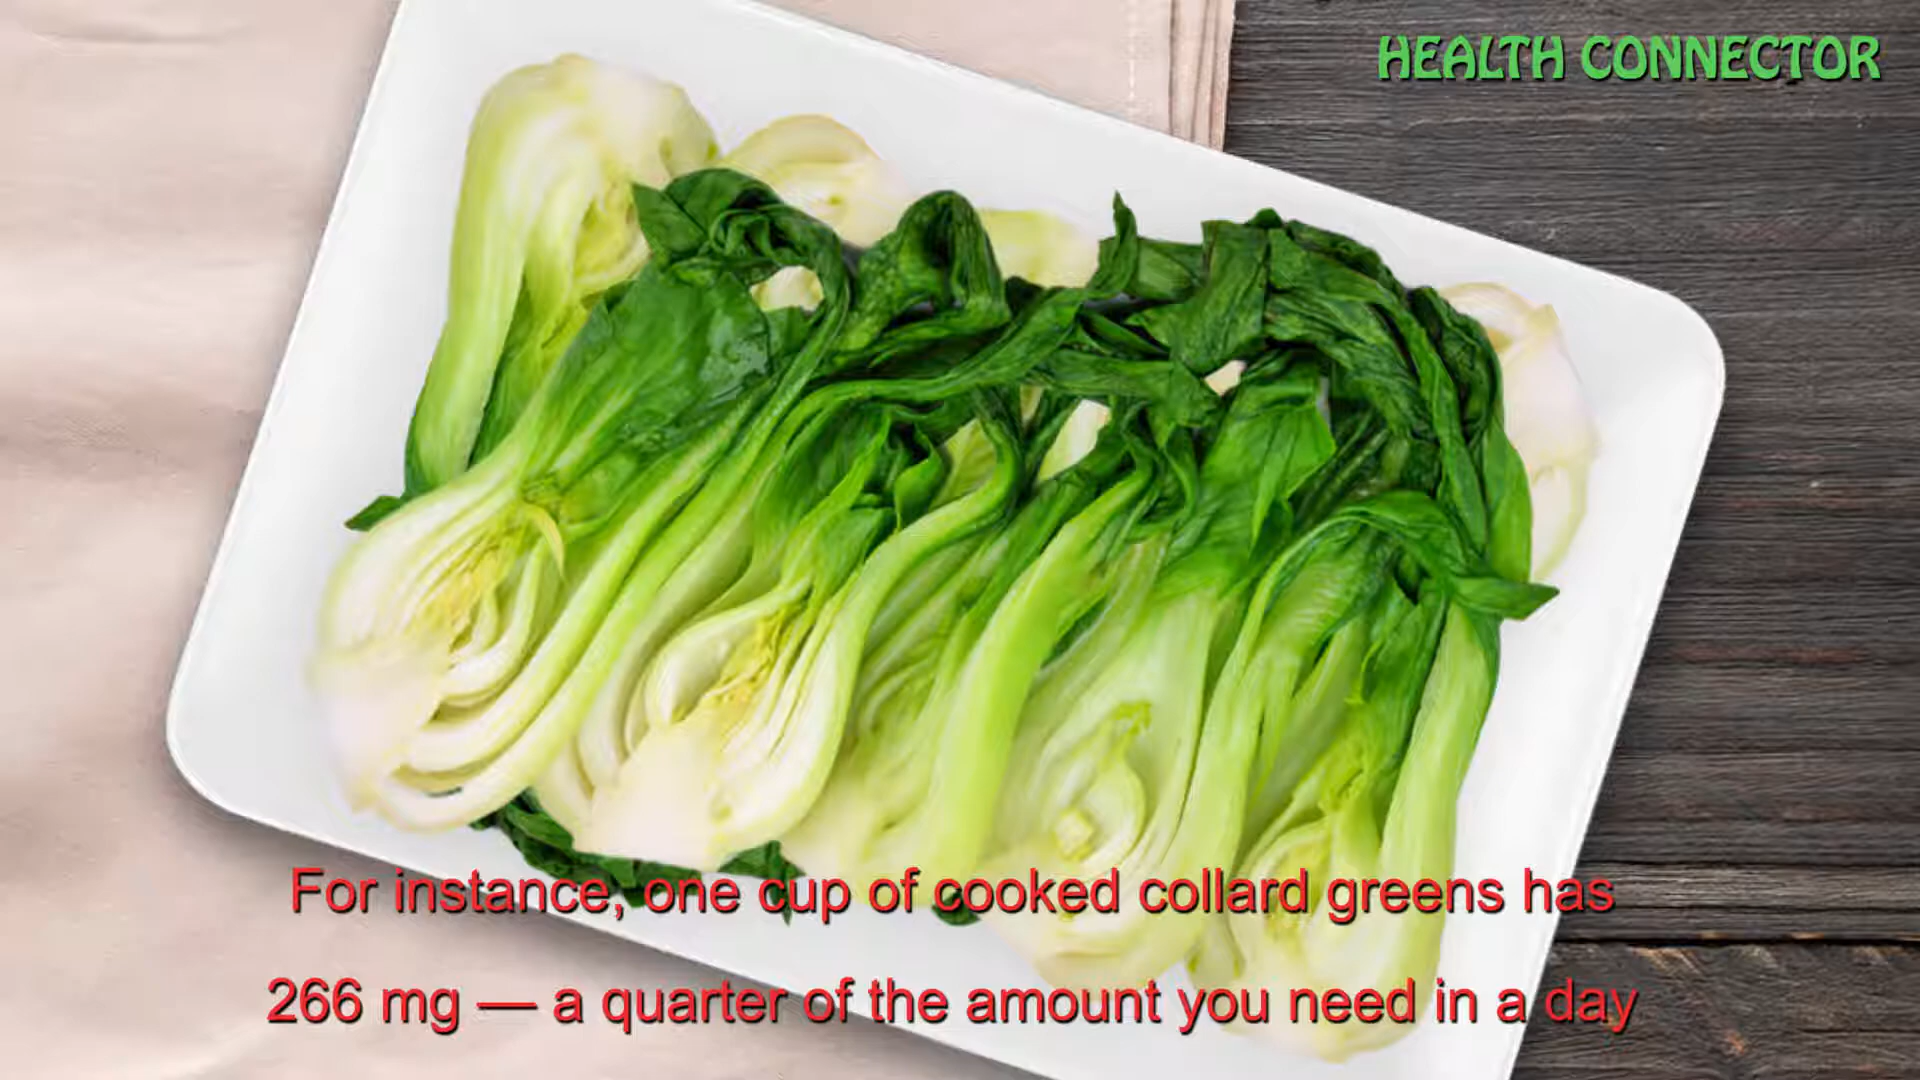 HEALTH CONNECTOR
For instance, one cup of cooked collard greens has
266 mg — a quarter of the amount you need in a day